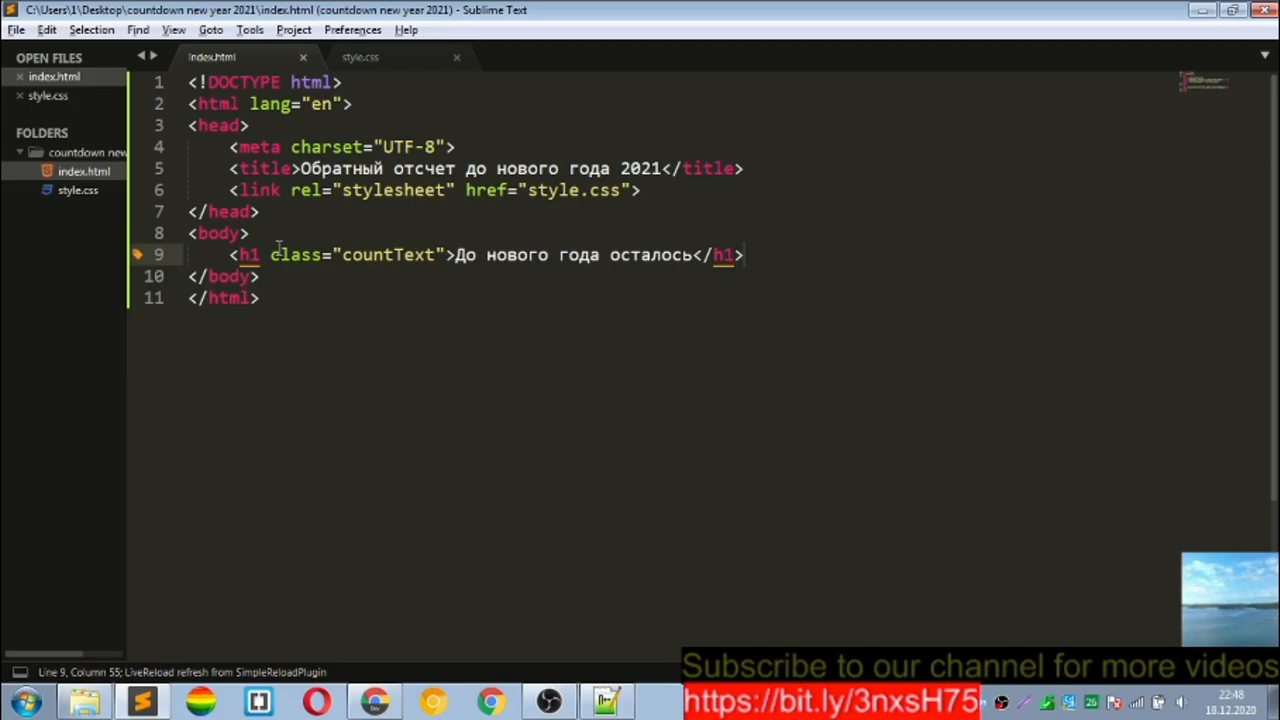 C:\Users\1\Desktop\countdown new year 2021\index.html (countdown new year 2021) - Sublime Text
File Edit Selection Find View Goto Tools Project Preferences Help
OPEN FILES
index.html
style.css
FOLDERS
countdown new
index.html
style.css
index.html
style.css
1 <!DOCTYPE html>
2 <html lang="en">
3 <head>
4 <meta charset="UTF-8">
5 <title>Обратный отсчет до нового года 2021</title>
6 <link rel="stylesheet" href="style.css">
7 </head>
8 <body>
9 <h1 class="countText">До нового года осталось</h1>
10 </body>
11 </html>
Line 9, Column 55; LiveReload refresh from SimpleReloadPlugin
Subscribe to our channel for more videos
https://bit.ly/3nxsH75
Dev
26
22:48
18.12.2020